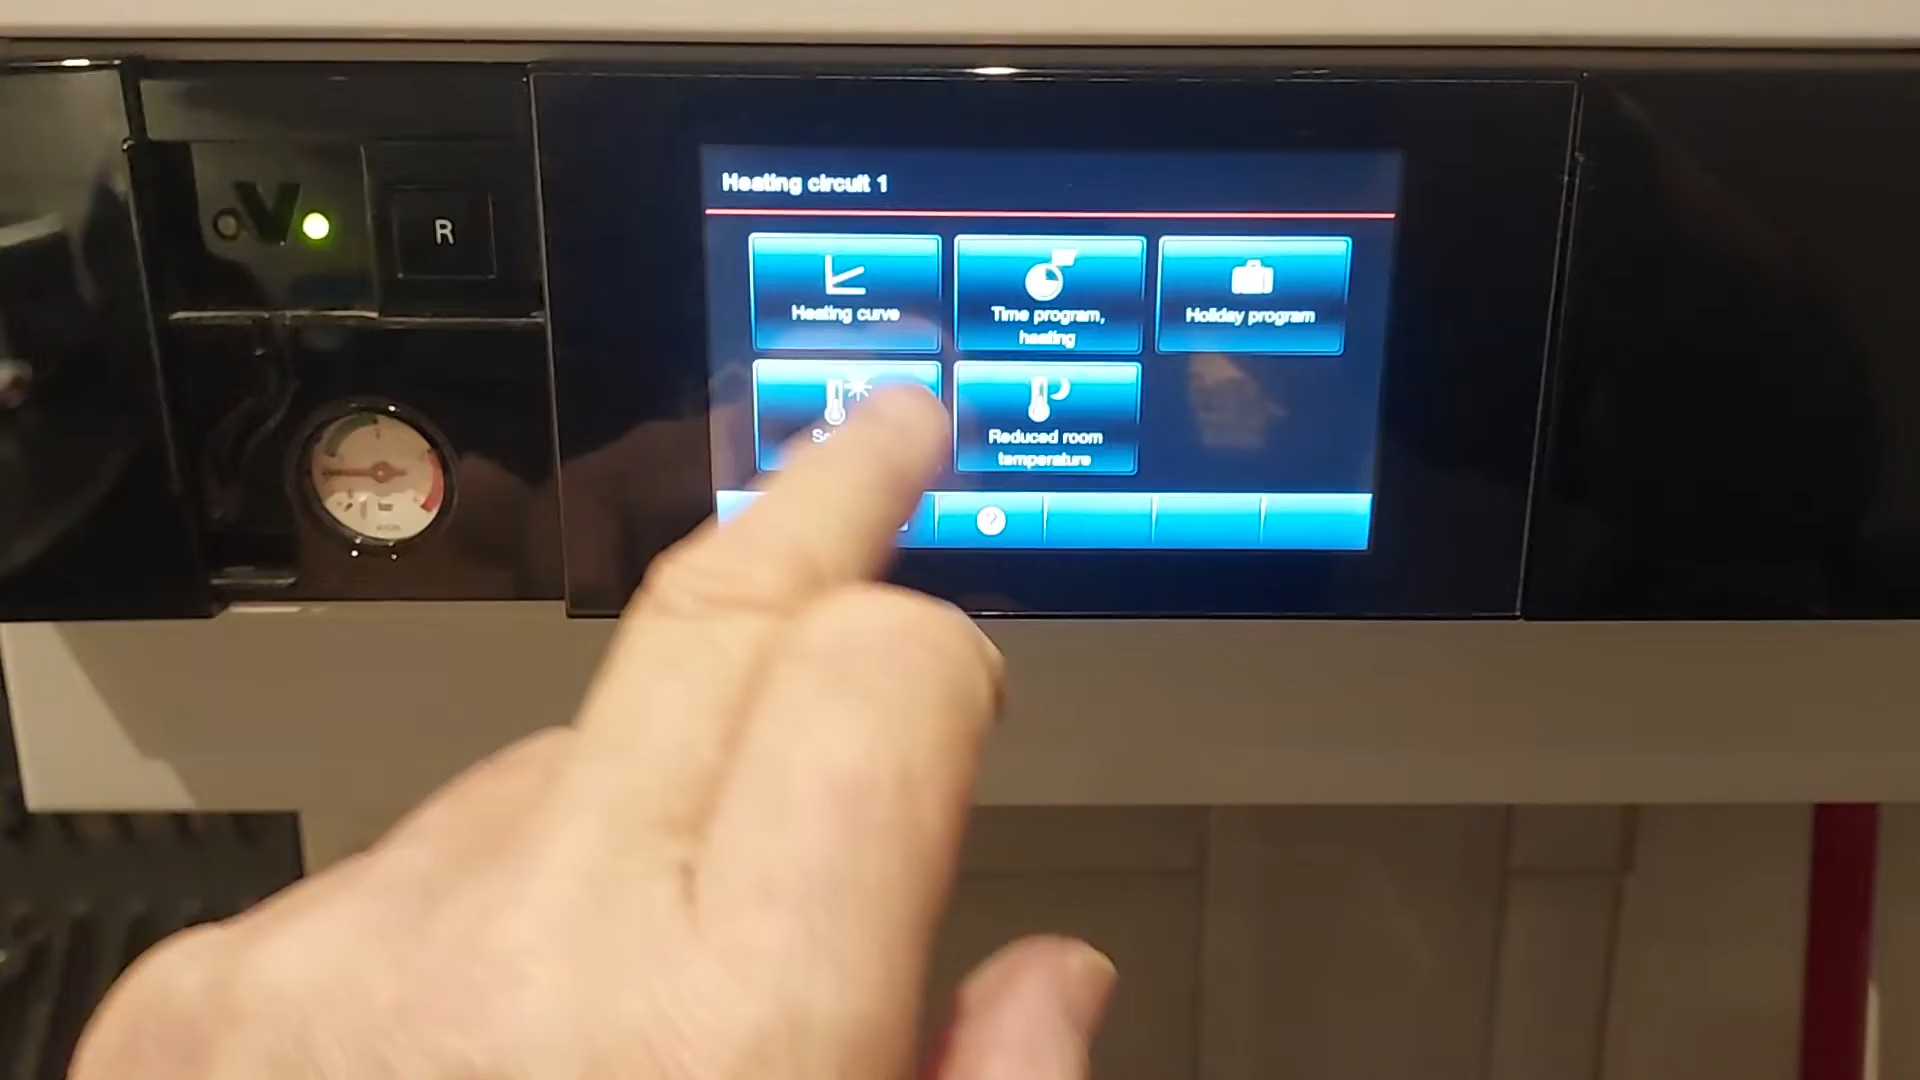 Heating circuit 1
Heating curve
Time program,
heating
Holiday program
Reduced room
temperature
R